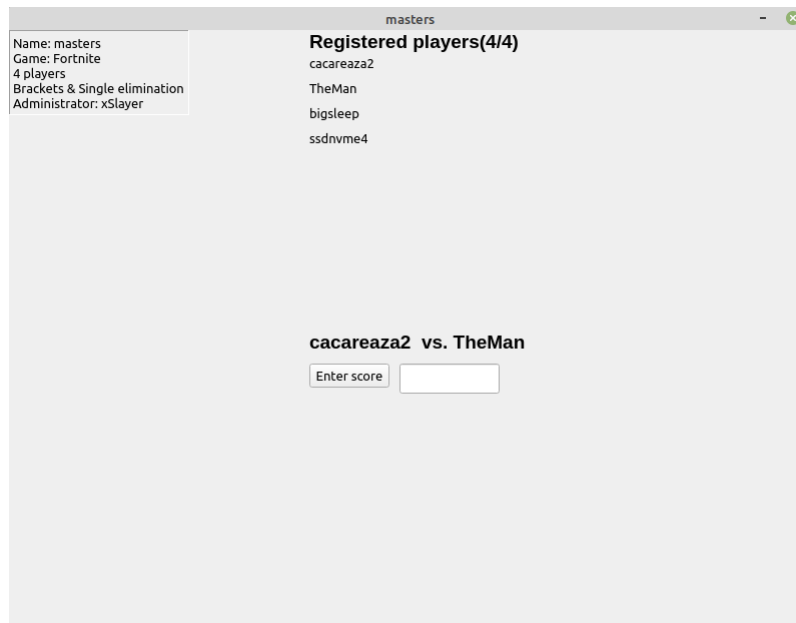 masters
Name: masters
Game: Fortnite
4 players
Brackets & Single elimination
Administrator: xSlayer
Registered players(4/4)
cacareaza2
TheMan
bigsleep
ssdnvme4
cacareaza2 vs. TheMan
Enter score